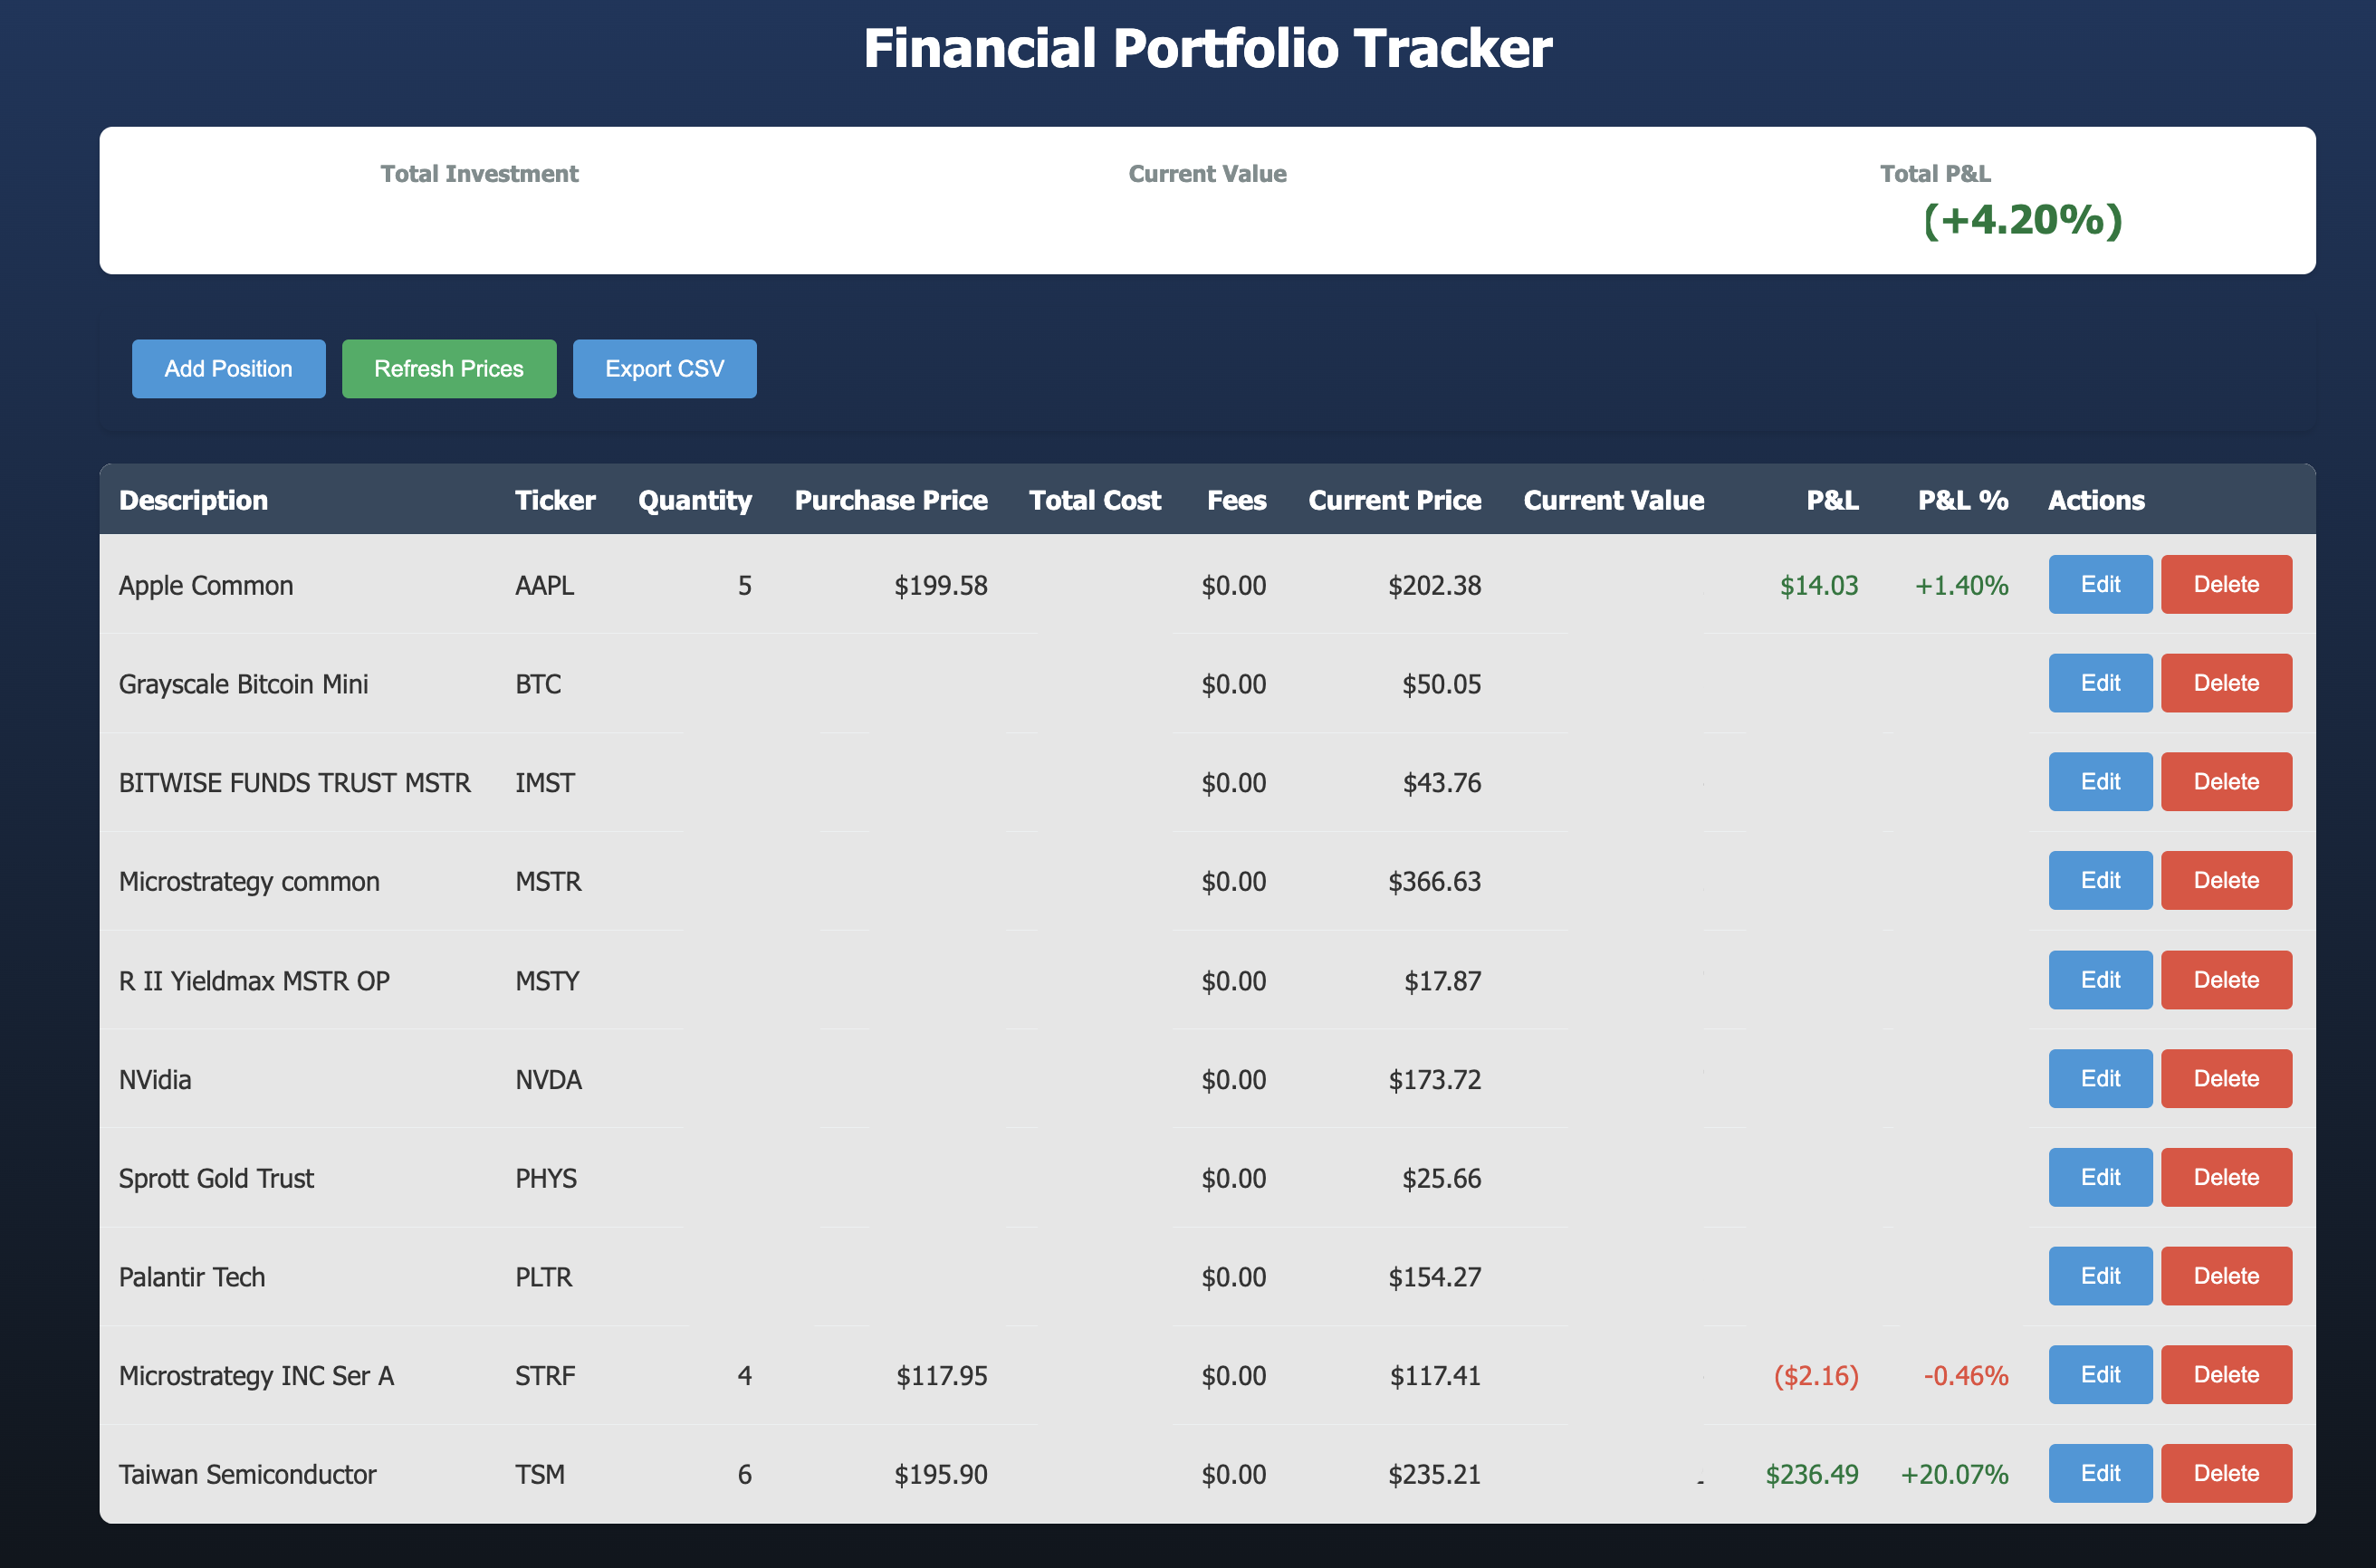 Financial Portfolio Tracker
Total Investment Current Value Total P&L
(+4.20%)
Add Position Refresh Prices Export CSV
Description Ticker Quantity Purchase Price Total Cost Fees Current Price Current Value P&L P&L % Actions
Apple Common AAPL 5 $199.58 $0.00 $202.38 $14.03 +1.40% Edit Delete
Grayscale Bitcoin Mini BTC $0.00 $50.05 Edit Delete
BITWISE FUNDS TRUST MSTR IMST $0.00 $43.76 Edit Delete
Microstrategy common MSTR $0.00 $366.63 Edit Delete
R II Yieldmax MSTR OP MSTY $0.00 $17.87 Edit Delete
NVidia NVDA $0.00 $173.72 Edit Delete
Sprott Gold Trust PHYS $0.00 $25.66 Edit Delete
Palantir Tech PLTR $0.00 $154.27 Edit Delete
Microstrategy INC Ser A STRF 4 $117.95 $0.00 $117.41 ($2.16) -0.46% Edit Delete
Taiwan Semiconductor TSM 6 $195.90 $0.00 $235.21 $236.49 +20.07% Edit Delete